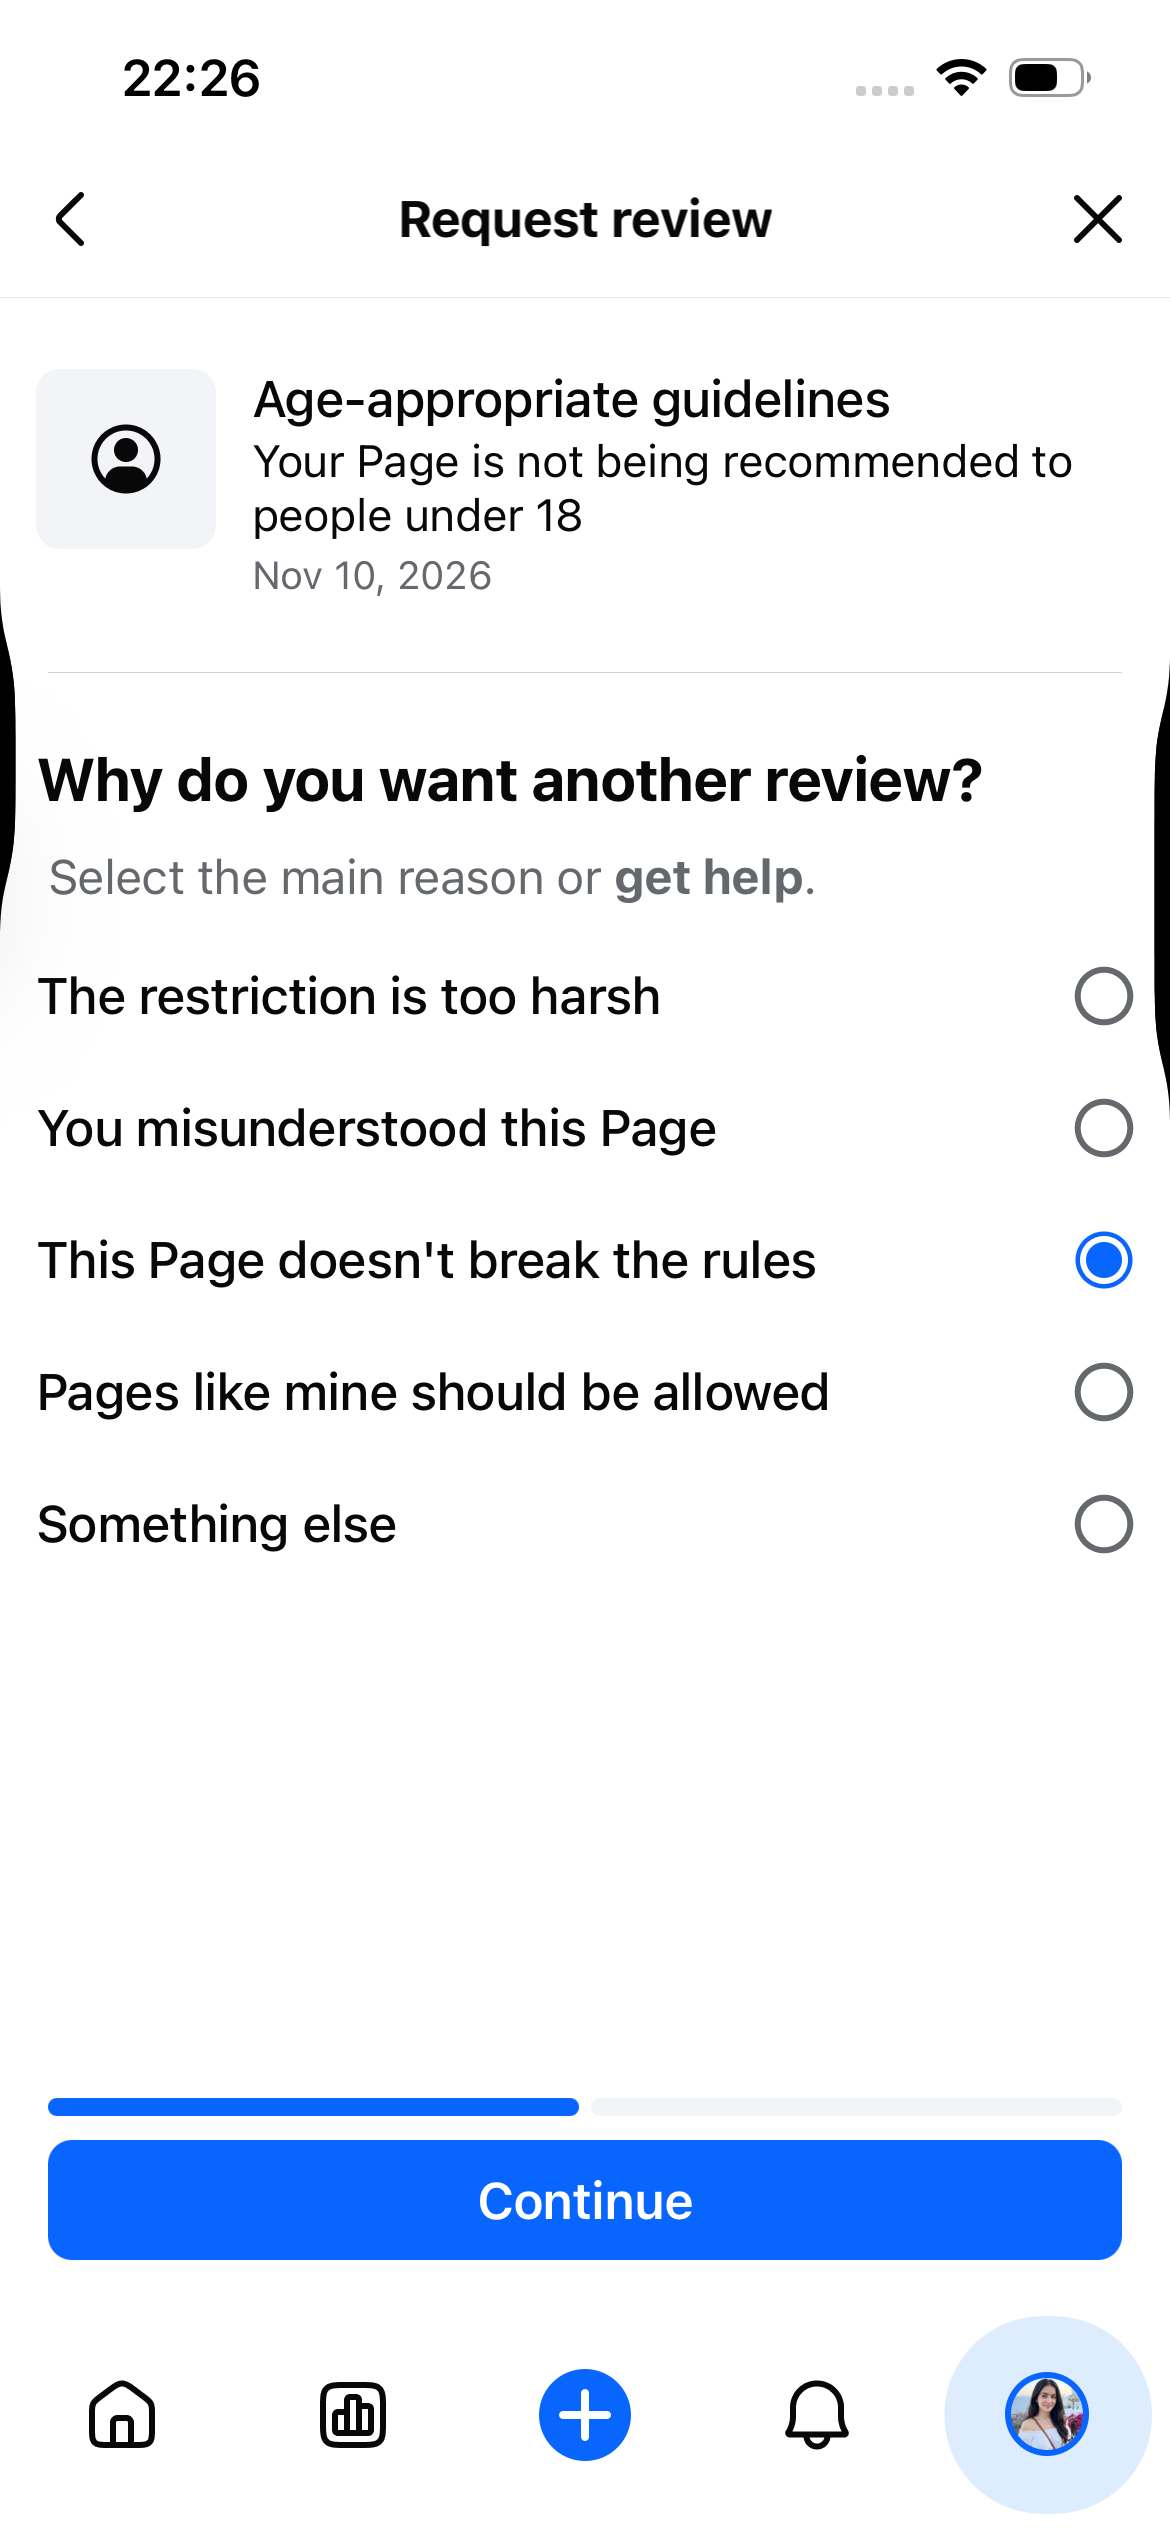 22:26
Request review
Age-appropriate guidelines
Your Page is not being recommended to
people under 18
Nov 10, 2026
Why do you want another review?
Select the main reason or get help.
The restriction is too harsh
You misunderstood this Page
This Page doesn't break the rules
Pages like mine should be allowed
Something else
Continue